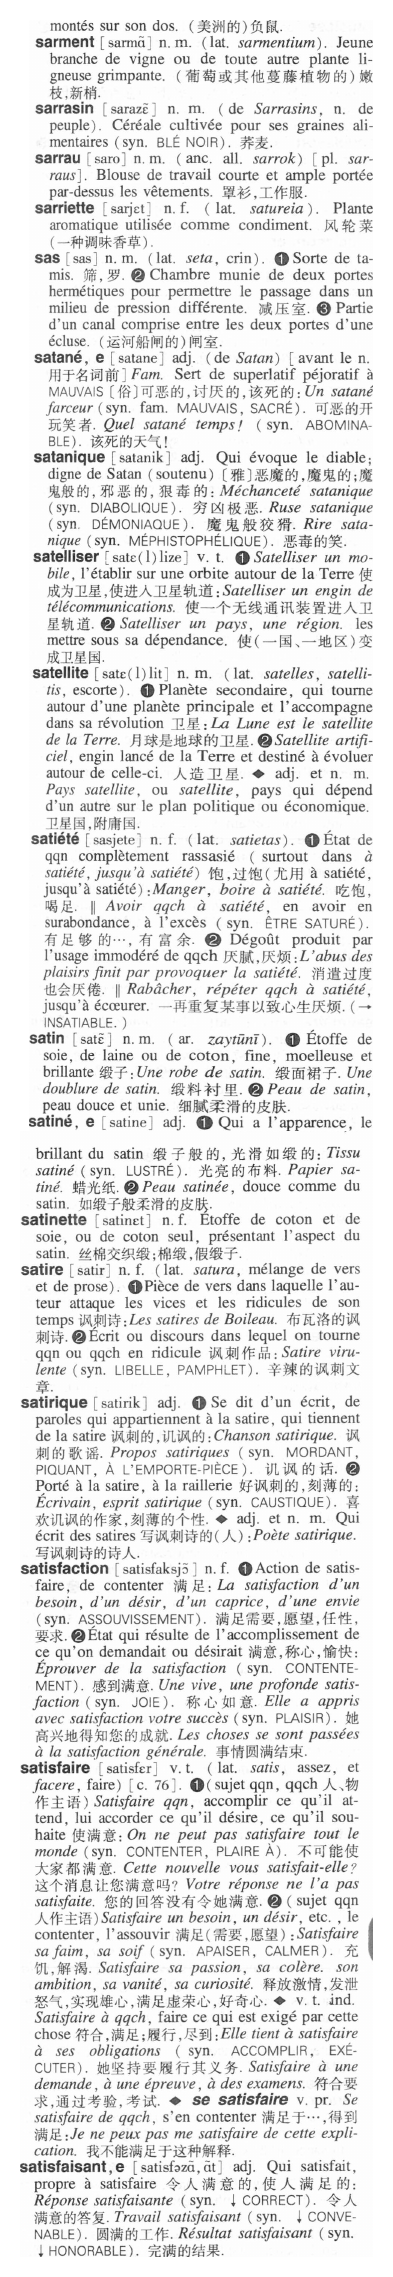 montés sur son dos. (美洲的)负鼠.
sarment [sarmɑ̃] n. m. (lat. sarmentium). Jeune
branche de vigne ou de toute autre plante li-
gneuse grimpante. (葡萄或其他蔓藤植物的)嫩
枝,新梢.
sarrasin [sarazɛ̃] n. m. (de Sarrasins, n. de
peuple). Céréale cultivée pour ses graines ali-
mentaires (syn. BLÉ NOIR). 荞麦.
sarrau [saro] n. m. (anc. all. sarrok) [pl. sar-
raus]. Blouse de travail courte et ample portée
par-dessus les vêtements. 罩衫,工作服.
sarriette [sarjɛt] n. f. (lat. satureia). Plante
aromatique utilisée comme condiment. 风轮菜
(一种调味香草).
sas [sas] n. m. (lat. seta, crin). ❶ Sorte de ta-
mis. 筛,罗. ❷ Chambre munie de deux portes
hermétiques pour permettre le passage dans un
milieu de pression différente. 减压室. ❸ Partie
d'un canal comprise entre les deux portes d'une
écluse. (运河船闸的)闸室.
satané, e [satane] adj. (de Satan) [avant le n.
用于名词前] Fam. Sert de superlatif péjoratif à
MAUVAIS [俗]可恶的,讨厌的,该死的: Un satané
farceur (syn. fam. MAUVAIS, SACRÉ). 可恶的开
玩笑者. Quel satané temps! (syn. ABOMINA-
BLE). 该死的天气!
satanique [satanik] adj. Qui évoque le diable;
digne de Satan (soutenu) [雅]恶魔的,魔鬼的;魔
鬼般的,邪恶的,狠毒的: Méchanceté satanique
(syn. DIABOLIQUE). 穷凶极恶. Ruse satanique
(syn. DÉMONIAQUE). 魔鬼般狡猾. Rire sata-
nique (syn. MÉPHISTOPHÉLIQUE). 恶毒的笑.
satelliser [satɛ(l)lize] v. t. ❶ Satelliser un mo-
bile, l'établir sur une orbite autour de la Terre 使
成为卫星,使进入卫星轨道: Satelliser un engin de
télécommunications. 使一个无线通讯装置进入卫
星轨道. ❷ Satelliser un pays, une région. les
mettre sous sa dépendance. 使(一国、一地区)变
成卫星国.
satellite [satɛ(l)lit] n. m. (lat. satelles, satelli-
tis, escorte). ❶ Planète secondaire, qui tourne
autour d'une planète principale et l'accompagne
dans sa révolution 卫星: La Lune est le satellite
de la Terre. 月球是地球的卫星. ❷ Satellite artifi-
ciel, engin lancé de la Terre et destiné à évoluer
autour de celle-ci. 人造卫星. ◆ adj. et n. m.
Pays satellite, ou satellite, pays qui dépend
d'un autre sur le plan politique ou économique.
卫星国,附庸国.
satiété [sasjete] n. f. (lat. satietas). ❶ État de
qqn complètement rassasié (surtout dans à
satiété, jusqu'à satiété) 饱,过饱(尤用 à satiété,
jusqu'à satiété): Manger, boire à satiété. 吃饱,
喝足. ‖ Avoir qqch à satiété, en avoir en
surabondance, à l'excès (syn. ÊTRE SATURÉ).
有足够的…,有富余. ❷ Dégoût produit par
l'usage immodéré de qqch 厌腻,厌烦: L'abus des
plaisirs finit par provoquer la satiété. 消遣过度
也会厌倦. ‖ Rabâcher, répéter qqch à satiété,
jusqu'à écœurer. 一再重复某事以致心生厌烦. (→
INSATIABLE.)
satin [satɛ̃] n. m. (ar. zaytūnī). ❶ Étoffe de
soie, de laine ou de coton, fine, moelleuse et
brillante 缎子: Une robe de satin. 缎面裙子. Une
doublure de satin. 缎料衬里. ❷ Peau de satin,
peau douce et unie. 细腻柔滑的皮肤.
satiné, e [satine] adj. ❶ Qui a l'apparence, le
brillant du satin 缎子般的,光滑如缎的: Tissu
satiné (syn. LUSTRÉ). 光亮的布料. Papier sa-
tiné. 蜡光纸. ❷ Peau satinée, douce comme du
satin. 如缎子般柔滑的皮肤.
satinette [satinɛt] n. f. Étoffe de coton et de
soie, ou de coton seul, présentant l'aspect du
satin. 丝棉交织缎;棉缎,假缎子.
satire [satir] n. f. (lat. satura, mélange de vers
et de prose). ❶ Pièce de vers dans laquelle l'au-
teur attaque les vices et les ridicules de son
temps 讽刺诗: Les satires de Boileau. 布瓦洛的讽
刺诗. ❷ Écrit ou discours dans lequel on tourne
qqn ou qqch en ridicule 讽刺作品: Satire viru-
lente (syn. LIBELLE, PAMPHLET). 辛辣的讽刺文
章.
satirique [satirik] adj. ❶ Se dit d'un écrit, de
paroles qui appartiennent à la satire, qui tiennent
de la satire 讽刺的,讥讽的: Chanson satirique. 讽
刺的歌谣. Propos satiriques (syn. MORDANT,
PIQUANT, À L'EMPORTE-PIÈCE). 讥讽的话. ❷
Porté à la satire, à la raillerie 好讽刺的,刻薄的:
Écrivain, esprit satirique (syn. CAUSTIQUE). 喜
欢讥讽的作家,刻薄的个性. ◆ adj. et n. m. Qui
écrit des satires 写讽刺诗的(人): Poète satirique.
写讽刺诗的诗人.
satisfaction [satisfaksjɔ̃] n. f. ❶ Action de satis-
faire, de contenter 满足: La satisfaction d'un
besoin, d'un désir, d'un caprice, d'une envie
(syn. ASSOUVISSEMENT). 满足需要,愿望,任性,
要求. ❷ État qui résulte de l'accomplissement de
ce qu'on demandait ou désirait 满意,称心,愉快:
Éprouver de la satisfaction (syn. CONTENTE-
MENT). 感到满意. Une vive, une profonde satis-
faction (syn. JOIE). 称心如意. Elle a appris
avec satisfaction votre succès (syn. PLAISIR). 她
高兴地得知您的成就. Les choses se sont passées
à la satisfaction générale. 事情圆满结束.
satisfaire [satisfɛr] v. t. (lat. satis, assez, et
facere, faire) [c. 76]. ❶ (sujet qqn, qqch 人、物
作主语) Satisfaire qqn, accomplir ce qu'il at-
tend, lui accorder ce qu'il désire, ce qu'il sou-
haite 使满意: On ne peut pas satisfaire tout le
monde (syn. CONTENTER, PLAIRE À). 不可能使
大家都满意. Cette nouvelle vous satisfait-elle?
这个消息让您满意吗? Votre réponse ne l'a pas
satisfaite. 您的回答没有令她满意. ❷ (sujet qqn
人作主语) Satisfaire un besoin, un désir, etc., le
contenter, l'assouvir 满足(需要,愿望): Satisfaire
sa faim, sa soif (syn. APAISER, CALMER). 充
饥,解渴. Satisfaire sa passion, sa colère. son
ambition, sa vanité, sa curiosité. 释放激情,发泄
怒气,实现雄心,满足虚荣心,好奇心. ◆ v. t. ind.
Satisfaire à qqch, faire ce qui est exigé par cette
chose 符合,满足;履行,尽到: Elle tient à satisfaire
à ses obligations (syn. ACCOMPLIR, EXÉ-
CUTER). 她坚持要履行其义务. Satisfaire à une
demande, à une épreuve, à des examens. 符合要
求,通过考验,考试. ◆ se satisfaire v. pr. Se
satisfaire de qqch, s'en contenter 满足于…,得到
满足: Je ne peux pas me satisfaire de cette expli-
cation. 我不能满足于这种解释.
satisfaisant, e [satisfəzɑ̃, ɑ̃t] adj. Qui satisfait,
propre à satisfaire 令人满意的,使人满足的:
Réponse satisfaisante (syn. ↓CORRECT). 令人
满意的答复. Travail satisfaisant (syn. ↓CONVE-
NABLE). 圆满的工作. Résultat satisfaisant (syn.
↓HONORABLE). 完满的结果.